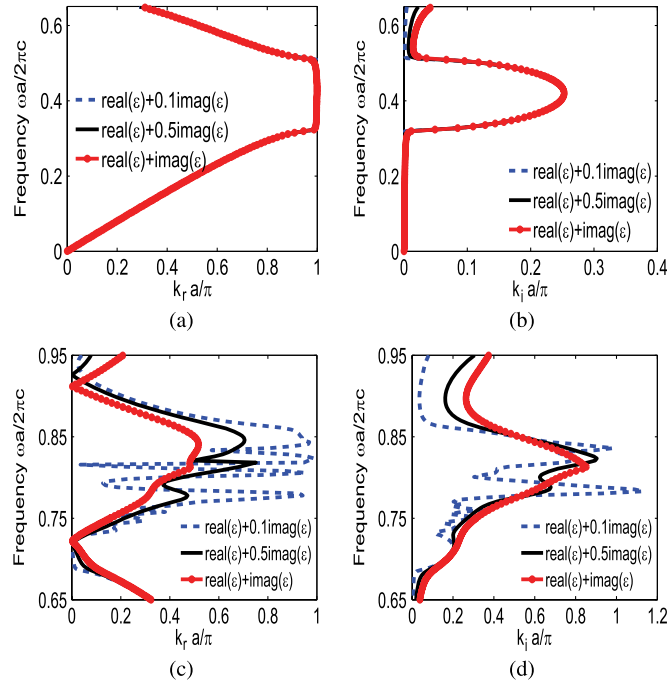 Frequency ωa/2πc
0.6
0.4
0.2
0
real(ε)+0.1imag(ε)
real(ε)+0.5imag(ε)
real(ε)+imag(ε)
0 0.2 0.4 0.6 0.8 1
k_r a/π
(a)
Frequency ωa/2πc
0.6
0.4
0.2
0
real(ε)+0.1imag(ε)
real(ε)+0.5imag(ε)
real(ε)+imag(ε)
0 0.1 0.2 0.3 0.4
k_i a/π
(b)
Frequency ωa/2πc
0.95
0.85
0.75
0.65
real(ε)+0.1imag(ε)
real(ε)+0.5imag(ε)
real(ε)+imag(ε)
0 0.2 0.4 0.6 0.8 1
k_r a/π
(c)
Frequency ωa/2πc
0.95
0.85
0.75
0.65
real(ε)+0.1imag(ε)
real(ε)+0.5imag(ε)
real(ε)+imag(ε)
0 0.2 0.4 0.6 0.8 1 1.2
k_i a/π
(d)